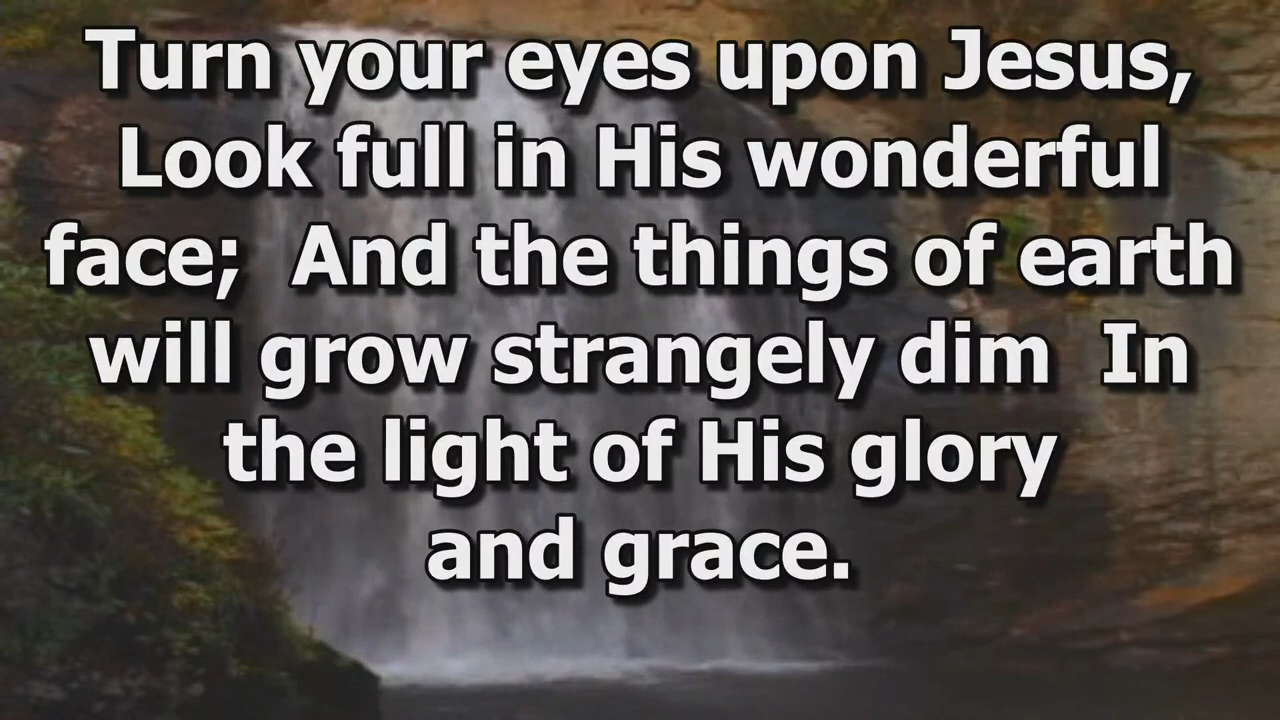 Turn your eyes upon Jesus,
Look full in His wonderful
face;  And the things of earth
will grow strangely dim  In
the light of His glory
and grace.